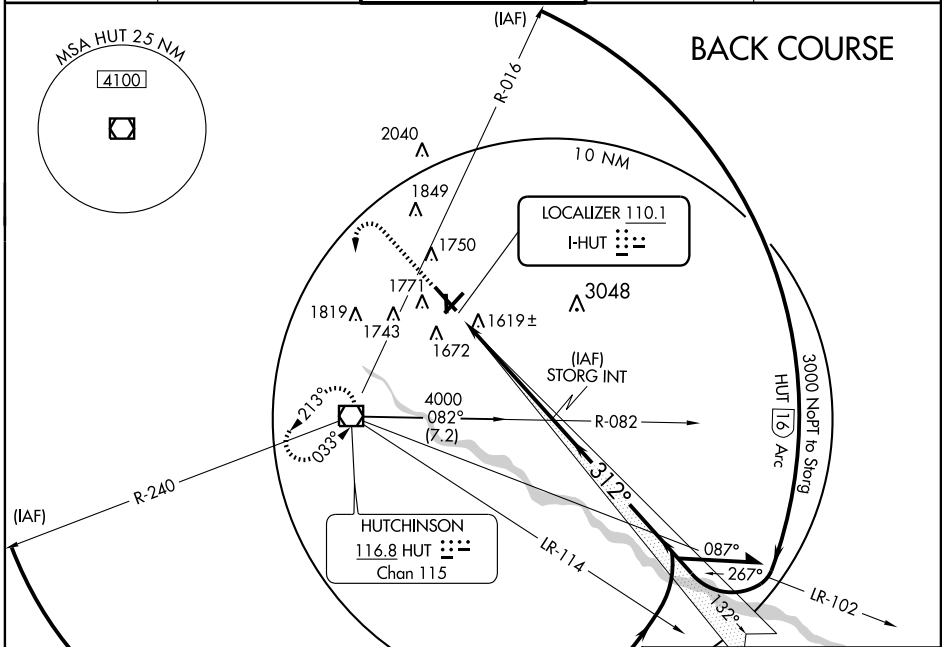 MSA HUT 25 NM
4100
(IAF)
BACK COURSE
R-016
10 NM
2040
1849
1750
LOCALIZER 110.1
I-HUT
1771
3048
1819
1743
1619±
1672
(IAF)
STORG INT
4000
082°
(7.2)
R-082
3000 NoPT to Storg
HUT 16 Arc
213°
033°
312°
R-240
(IAF)
HUTCHINSON
116.8 HUT
Chan 115
LR-114
087°
267°
LR-102
132°